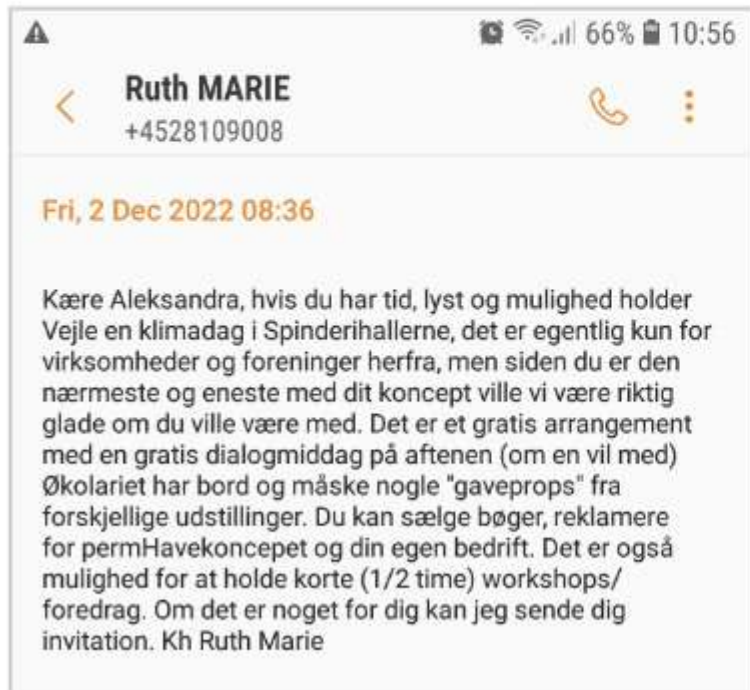 66% 10:56
Ruth MARIE
+4528109008
Fri, 2 Dec 2022 08:36
Kære Aleksandra, hvis du har tid, lyst og mulighed holder
Vejle en klimadag i Spinderihallerne, det er egentlig kun for
virksomheder og foreninger herfra, men siden du er den
nærmeste og eneste med dit koncept ville vi være riktig
glade om du ville være med. Det er et gratis arrangement
med en gratis dialogmiddag på aftenen (om en vil med)
Økolariet har bord og måske nogle "gaveprops" fra
forskjellige udstillinger. Du kan sælge bøger, reklamere
for permHavekoncepet og din egen bedrift. Det er også
mulighed for at holde korte (1/2 time) workshops/
foredrag. Om det er noget for dig kan jeg sende dig
invitation. Kh Ruth Marie